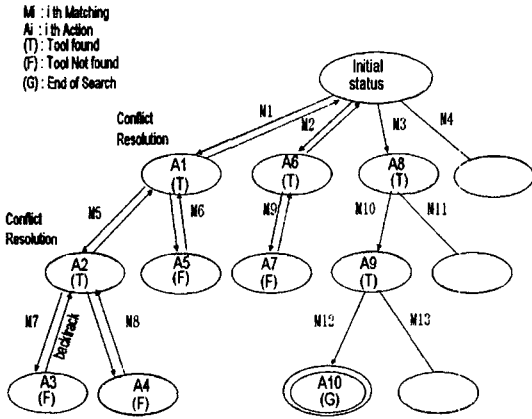 Mi : i th Matching
Ai : i th Action
(T) : Tool found
(F) : Tool Not found
(G) : End of Search
Initial
status
Conflict
Resolution
M1
M2
M3
M4
A1
(T)
A6
(T)
A8
(T)
Conflict
Resolution
M5
M6
M9
M10
M11
A2
(T)
A5
(F)
A7
(F)
A9
(T)
M7
backtrack
M8
M12
M13
A3
(F)
A4
(F)
A10
(G)